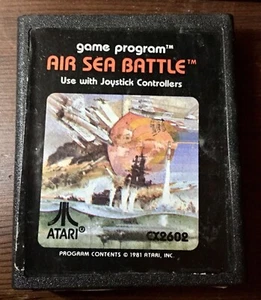 game program™
AIR SEA BATTLE™
Use with Joystick Controllers
ATARI®
CX2602
PROGRAM CONTENTS © 1981 ATARI, INC.